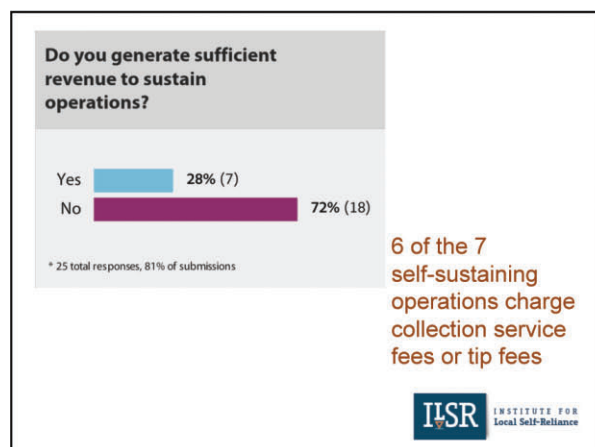 Do you generate sufficient
revenue to sustain
operations?
Yes 28% (7)
No 72% (18)
* 25 total responses, 81% of submissions
6 of the 7
self-sustaining
operations charge
collection service
fees or tip fees
ILSR
INSTITUTE FOR
Local Self-Reliance